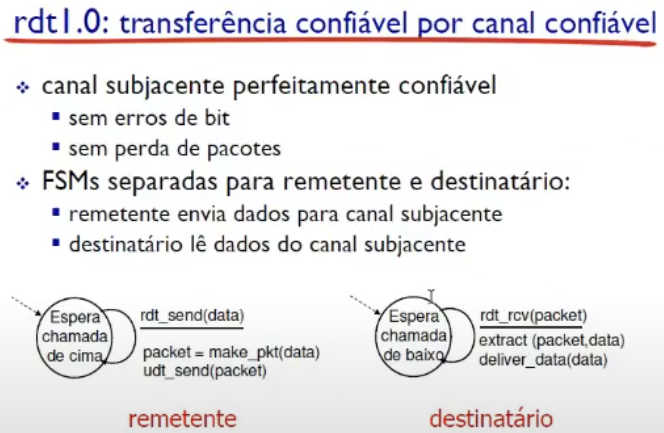 rdt1.0: transferência confiável por canal confiável
canal subjacente perfeitamente confiável
sem erros de bit
sem perda de pacotes
FSMs separadas para remetente e destinatário:
remetente envia dados para canal subjacente
destinatário lê dados do canal subjacente
Espera
chamada
de cima
rdt_send(data)
packet = make_pkt(data)
udt_send(packet)
remetente
Espera
chamada
de baixo
rdt_rcv(packet)
extract (packet,data)
deliver_data(data)
destinatário